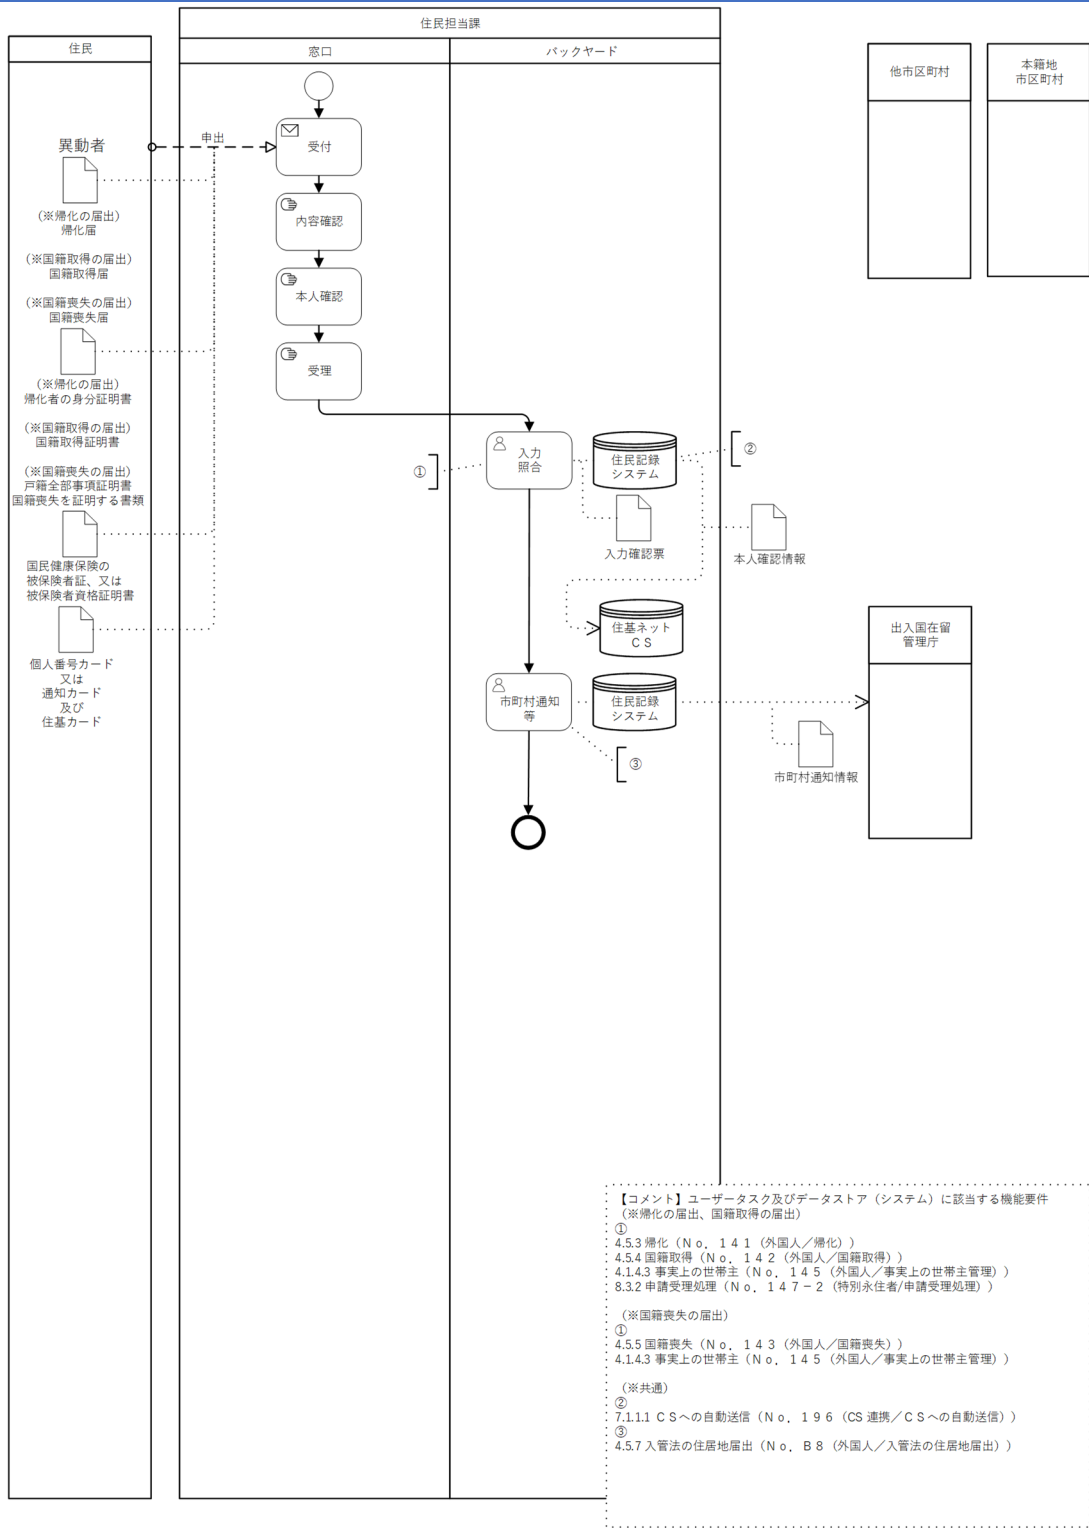 住民担当課
住民
窓口
バックヤード
他市区町村
本籍地
市区町村
異動者
申出
受付
(※帰化の届出)
帰化届
(※国籍取得の届出)
国籍取得届
(※国籍喪失の届出)
国籍喪失届
(※帰化の届出)
帰化者の身分証明書
(※国籍取得の届出)
国籍取得証明書
(※国籍喪失の届出)
戸籍全部事項証明書
国籍喪失を証明する書類
国民健康保険の
被保険者証、又は
被保険者資格証明書
個人番号カード
又は
通知カード
及び
住基カード
内容確認
本人確認
受理
①
入力
照合
住民記録
システム
②
入力確認票
本人確認情報
住基ネット
ＣＳ
出入国在留
管理庁
市町村通知
等
住民記録
システム
③
市町村通知情報
【コメント】ユーザータスク及びデータストア（システム）に該当する機能要件
（※帰化の届出、国籍取得の届出）
①
4.5.3 帰化（Ｎｏ．１４１（外国人／帰化））
4.5.4 国籍取得（Ｎｏ．１４２（外国人／国籍取得））
4.1.4.3 事実上の世帯主（Ｎｏ．１４５（外国人／事実上の世帯主管理））
8.3.2 申請受理処理（Ｎｏ．１４７－２（特別永住者/申請受理処理））
（※国籍喪失の届出）
①
4.5.5 国籍喪失（Ｎｏ．１４３（外国人／国籍喪失））
4.1.4.3 事実上の世帯主（Ｎｏ．１４５（外国人／事実上の世帯主管理））
（※共通）
②
7.1.1.1 ＣＳへの自動送信（Ｎｏ．１９６（CS 連携／ＣＳへの自動送信））
③
4.5.7 入管法の住居地届出（Ｎｏ．Ｂ８（外国人／入管法の住居地届出））